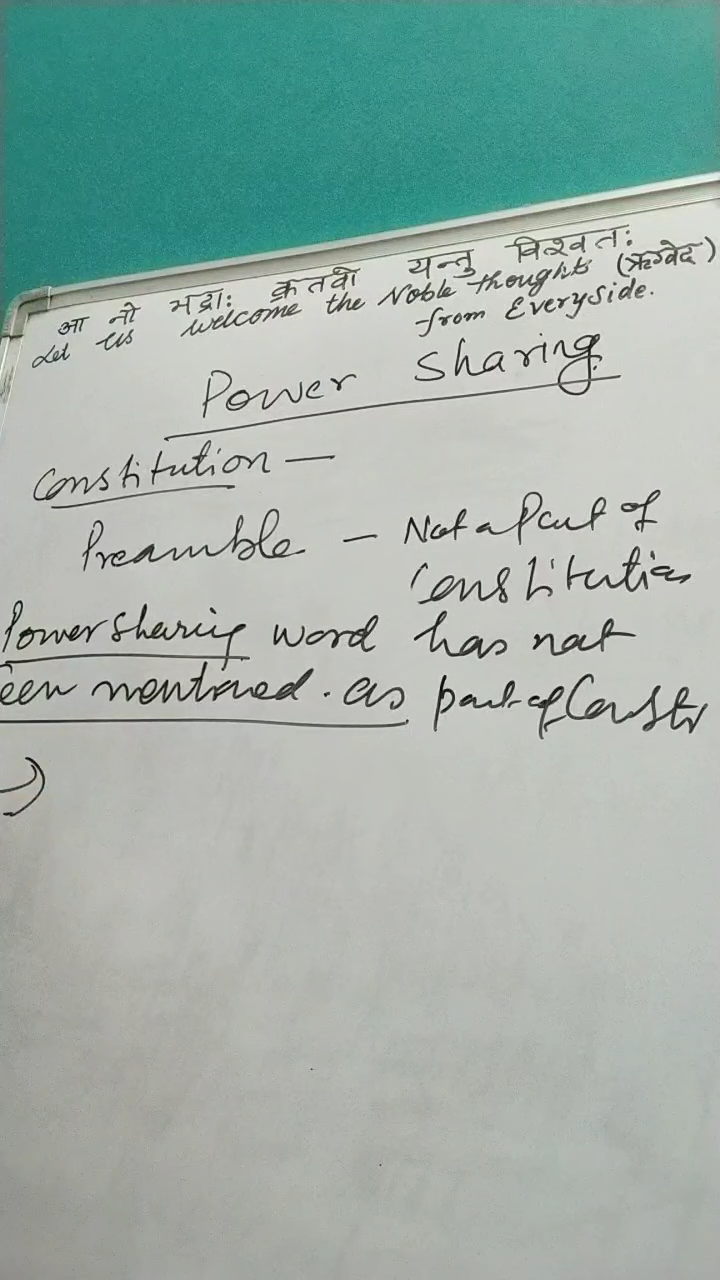 आ नो भद्राः क्रतवो यन्तु विश्वतः (ऋग्वेद)
Let us welcome the Noble thoughts
from Everyside.
Power Sharing
Constitution —
Preamble — Not a Part of
Constitution
Power Sharing word has not
een mentioned. as part of Constr